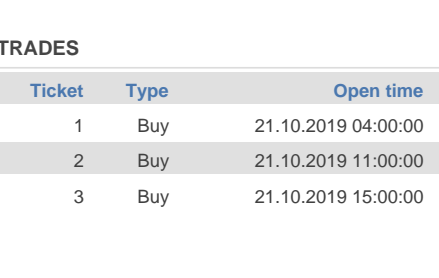 TRADES
Ticket Type Open time
1 Buy 21.10.2019 04:00:00
2 Buy 21.10.2019 11:00:00
3 Buy 21.10.2019 15:00:00